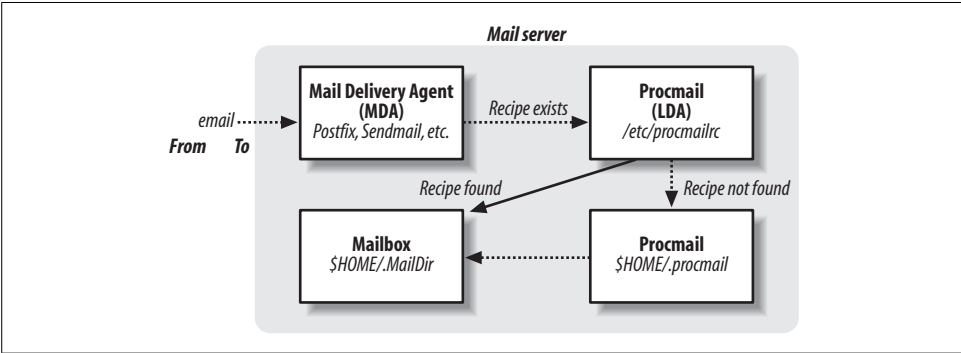 Mail server
Mail Delivery Agent
(MDA)
Postfix, Sendmail, etc.
Recipe exists
Procmail
(LDA)
/etc/procmailrc
email
From To
Recipe found
Recipe not found
Mailbox
$HOME/.MailDir
Procmail
$HOME/.procmail